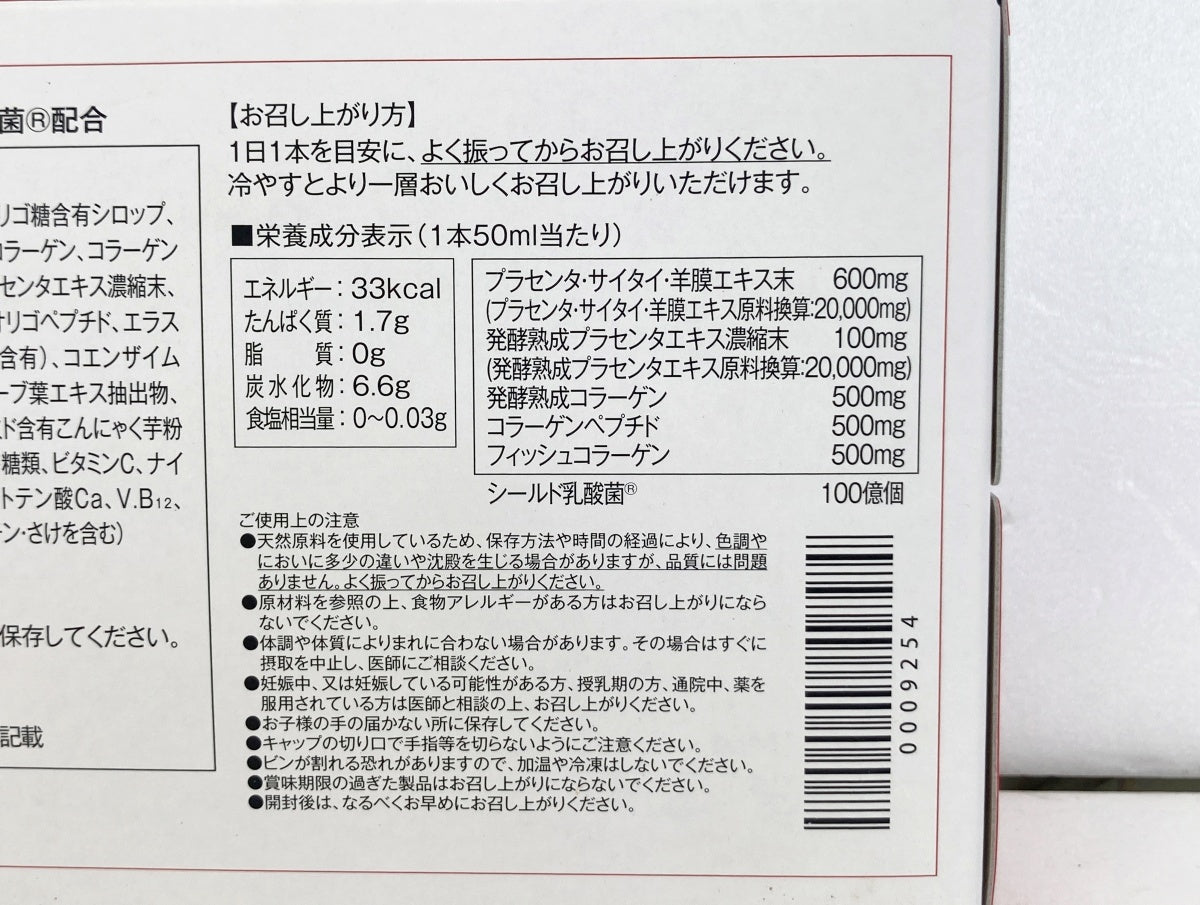 菌®配合
リゴ糖含有シロップ、
コラーゲン、コラーゲン
センタエキス濃縮末、
オリゴペプチド、エラス
含有)、コエンザイム
ーブ葉エキス抽出物、
ド含有こんにゃく芋粉
糖類、ビタミンC、ナイ
トテン酸Ca、V.B₁₂、
ン・さけを含む)
保存してください。
記載
【お召し上がり方】
1日1本を目安に、よく振ってからお召し上がりください。
冷やすとより一層おいしくお召し上がりいただけます。
■栄養成分表示(1本50ml当たり)
エネルギー:33kcal
たんぱく質:1.7g
脂　　質:0g
炭水化物:6.6g
食塩相当量:0〜0.03g
プラセンタ・サイタイ・羊膜エキス末 600mg
(プラセンタ・サイタイ・羊膜エキス原料換算:20,000mg)
発酵熟成プラセンタエキス濃縮末 100mg
(発酵熟成プラセンタエキス原料換算:20,000mg)
発酵熟成コラーゲン 500mg
コラーゲンペプチド 500mg
フィッシュコラーゲン 500mg
シールド乳酸菌® 100億個
ご使用上の注意
●天然原料を使用しているため、保存方法や時間の経過により、色調や
においに多少の違いや沈殿を生じる場合がありますが、品質には問題
ありません。よく振ってからお召し上がりください。
●原材料を参照の上、食物アレルギーがある方はお召し上がりになら
ないでください。
●体調や体質によりまれに合わない場合があります。その場合はすぐに
摂取を中止し、医師にご相談ください。
●妊娠中、又は妊娠している可能性がある方、授乳期の方、通院中、薬を
服用されている方は医師と相談の上、お召し上がりください。
●お子様の手の届かない所に保存してください。
●キャップの切り口で手指等を切らないようにご注意ください。
●ビンが割れる恐れがありますので、加温や冷凍はしないでください。
●賞味期限の過ぎた製品はお召し上がりにならないでください。
●開封後は、なるべくお早めにお召し上がりください。
0009254